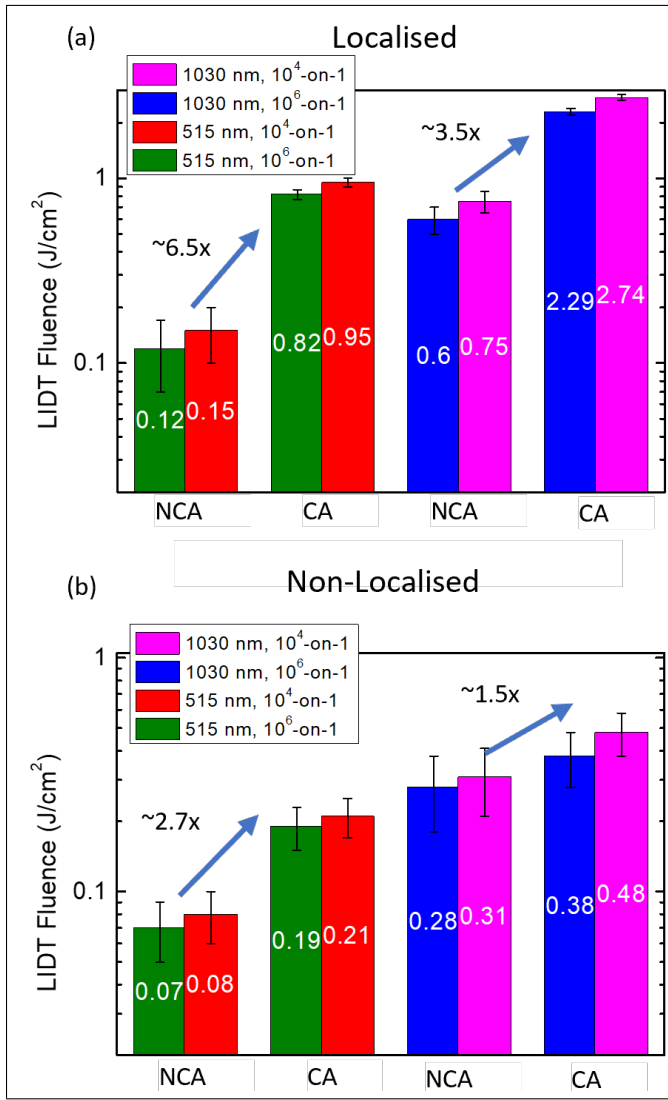 (a) Localised
1030 nm, 10⁴-on-1
1030 nm, 10⁶-on-1
515 nm, 10⁴-on-1
515 nm, 10⁶-on-1
~6.5x
~3.5x
LIDT Fluence (J/cm²)
1
0.1
0.12
0.15
0.82
0.95
0.6
0.75
2.29
2.74
NCA CA NCA CA
(b) Non-Localised
1030 nm, 10⁴-on-1
1030 nm, 10⁶-on-1
515 nm, 10⁴-on-1
515 nm, 10⁶-on-1
~2.7x
~1.5x
LIDT Fluence (J/cm²)
1
0.1
0.07
0.08
0.19
0.21
0.28
0.31
0.38
0.48
NCA CA NCA CA